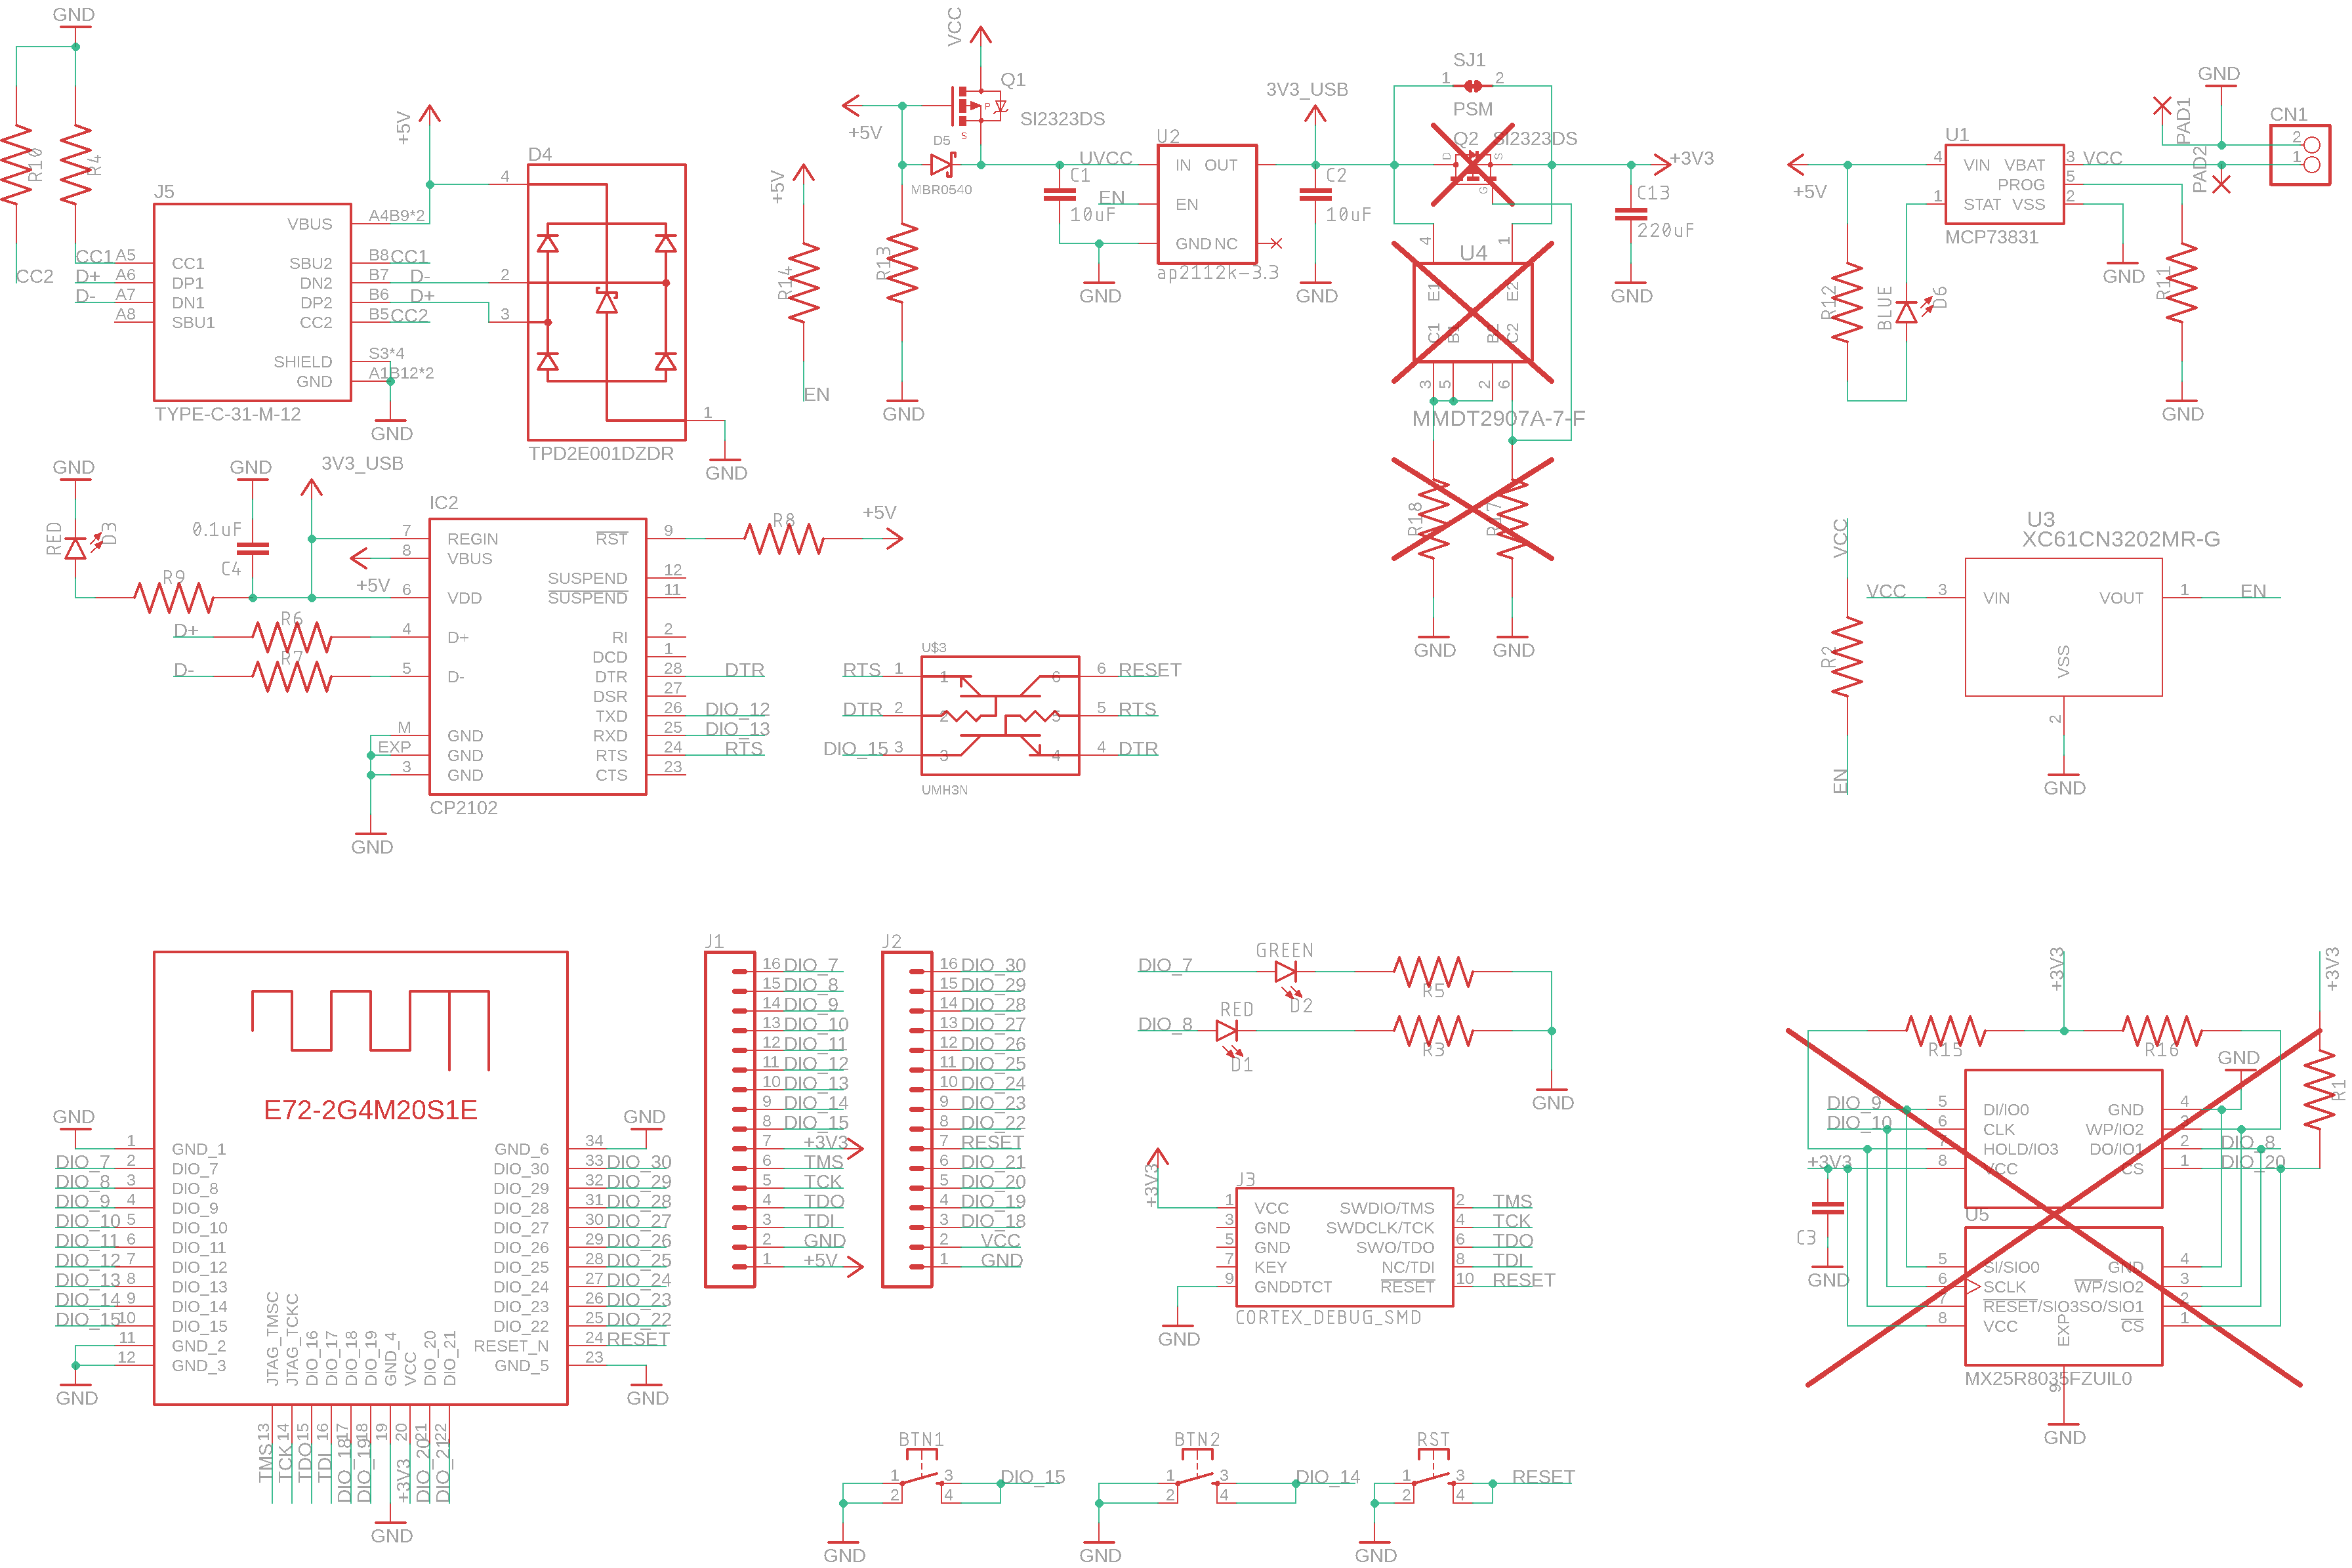 GND
R10
R4
CC2
J5
CC1 A5
D+ A6
D- A7
A8
CC1
DP1
DN1
SBU1
VBUS
SBU2
DN2
DP2
CC2
SHIELD
GND
A4B9*2
B8 CC1
B7 D-
B6 D+
B5 CC2
S3*4
A1B12*2
TYPE-C-31-M-12
GND
+5V
D4
4
2
3
1
TPD2E001DZDR
GND
VCC
Q1
P
S
SI2323DS
+5V
D5
MBR0540
R13
GND
+5V
R14
EN
UVCC
C1
10uF
EN
GND
U2
IN OUT
EN
GND NC
ap2112k-3.3
3V3_USB
C2
10uF
GND
SJ1
1 2
PSM
Q2 SI2323DS
D S
G
+3V3
C13
220uF
GND
4 1
U4
E1 E2
C1 B1 B2 C2
3 5 2 6
MMDT2907A-7-F
R18 R17
GND GND
+5V
R12
BLUE D6
U1
4 VIN VBAT 3 VCC
PROG 5
1 STAT VSS 2
MCP73831
GND
R11
GND
PAD1
PAD2
GND
CN1
2
1
GND
RED D3
R9
GND
0.1uF
C4
3V3_USB
+5V
D+ R6
D- R7
IC2
7 REGIN
8 VBUS
6 VDD
4 D+
5 D-
M GND
EXP GND
3 GND
RST 9
SUSPEND 12
SUSPEND 11
RI 2
DCD 1
DTR 28 DTR
DSR 27
TXD 26 DIO_12
RXD 25 DIO_13
RTS 24 RTS
CTS 23
CP2102
GND
R8
+5V
U$3
RTS 1 1 6 6 RESET
DTR 2 2 5 5 RTS
DIO_15 3 3 4 4 DTR
UMH3N
VCC
R2
EN
U3
XC61CN3202MR-G
VCC 3 VIN VOUT 1 EN
VSS
2
GND
E72-2G4M20S1E
GND
1 GND_1
DIO_7 2 DIO_7
DIO_8 3 DIO_8
DIO_9 4 DIO_9
DIO_10 5 DIO_10
DIO_11 6 DIO_11
DIO_12 7 DIO_12
DIO_13 8 DIO_13
DIO_14 9 DIO_14
DIO_15 10 DIO_15
11 GND_2
12 GND_3
GND
GND
GND_6 34
DIO_30 33 DIO_30
DIO_29 32 DIO_29
DIO_28 31 DIO_28
DIO_27 30 DIO_27
DIO_26 29 DIO_26
DIO_25 28 DIO_25
DIO_24 27 DIO_24
DIO_23 26 DIO_23
DIO_22 25 DIO_22
RESET_N 24 RESET
GND_5 23
GND
JTAG_TMSC 13 TMS
JTAG_TCKC 14 TCK
DIO_16 15 TDO
DIO_17 16 TDI
DIO_18 17 DIO_18
DIO_19 18 DIO_19
GND_4 19
VCC 20 +3V3
DIO_20 21 DIO_20
DIO_21 22 DIO_21
GND
J1
16 DIO_7
15 DIO_8
14 DIO_9
13 DIO_10
12 DIO_11
11 DIO_12
10 DIO_13
9 DIO_14
8 DIO_15
7 +3V3
6 TMS
5 TCK
4 TDO
3 TDI
2 GND
1 +5V
J2
16 DIO_30
15 DIO_29
14 DIO_28
13 DIO_27
12 DIO_26
11 DIO_25
10 DIO_24
9 DIO_23
8 DIO_22
7 RESET
6 DIO_21
5 DIO_20
4 DIO_19
3 DIO_18
2 VCC
1 GND
DIO_7
GREEN
D2
R5
DIO_8
RED
D1
R3
GND
+3V3
J3
1 VCC SWDIO/TMS 2 TMS
3 GND SWDCLK/TCK 4 TCK
5 GND SWO/TDO 6 TDO
7 KEY NC/TDI 8 TDI
9 GNDDTCT RESET 10 RESET
GND
CORTEX_DEBUG_SMD
BTN1
1 3 DIO_15
2 4
GND
BTN2
1 3 DIO_14
2 4
GND
RST
1 3 RESET
2 4
GND
+3V3
+3V3
R15 R16
GND
R1
DIO_9 5 DI/IO0 GND 4
DIO_10 6 CLK WP/IO2 3
7 HOLD/IO3 DO/IO1 2 DIO_8
+3V3 8 VCC CS 1 DIO_20
C3
GND
U5
5 SI/SIO0 GND 4
6 SCLK WP/SIO2 3
7 RESET/SIO3 SO/SIO1 2
8 VCC EXP CS 1
MX25R8035FZUIL0
9
GND